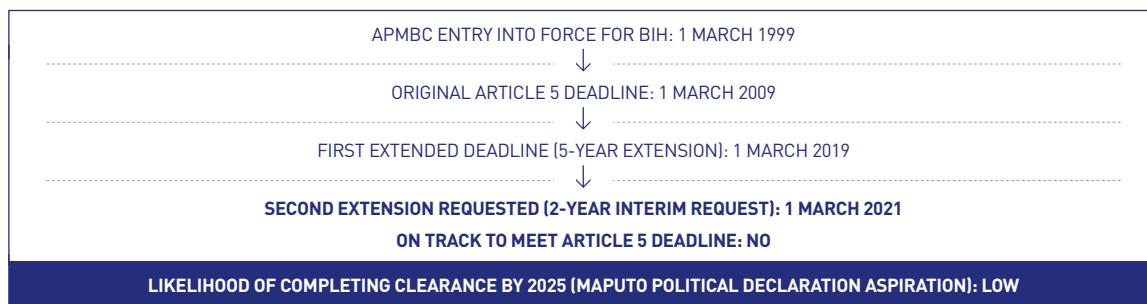 APMBC ENTRY INTO FORCE FOR BIH: 1 MARCH 1999
ORIGINAL ARTICLE 5 DEADLINE: 1 MARCH 2009
FIRST EXTENDED DEADLINE (5-YEAR EXTENSION): 1 MARCH 2019
SECOND EXTENSION REQUESTED (2-YEAR INTERIM REQUEST): 1 MARCH 2021
ON TRACK TO MEET ARTICLE 5 DEADLINE: NO
LIKELIHOOD OF COMPLETING CLEARANCE BY 2025 (MAPUTO POLITICAL DECLARATION ASPIRATION): LOW